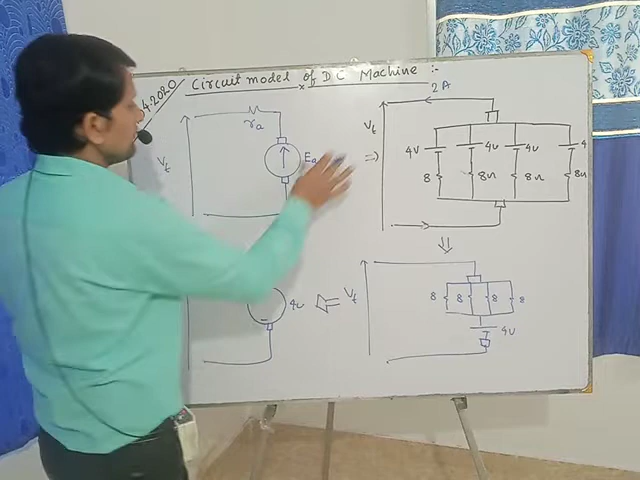 4.2020
Circuit model of DC Machine :-
ra
Vt
Ea
⇒
Vt
2A
4V 4v 4v 4
8 8Ω 8Ω 8Ω
⇓
4v
⇐
Vt
8 8 8 8
4v